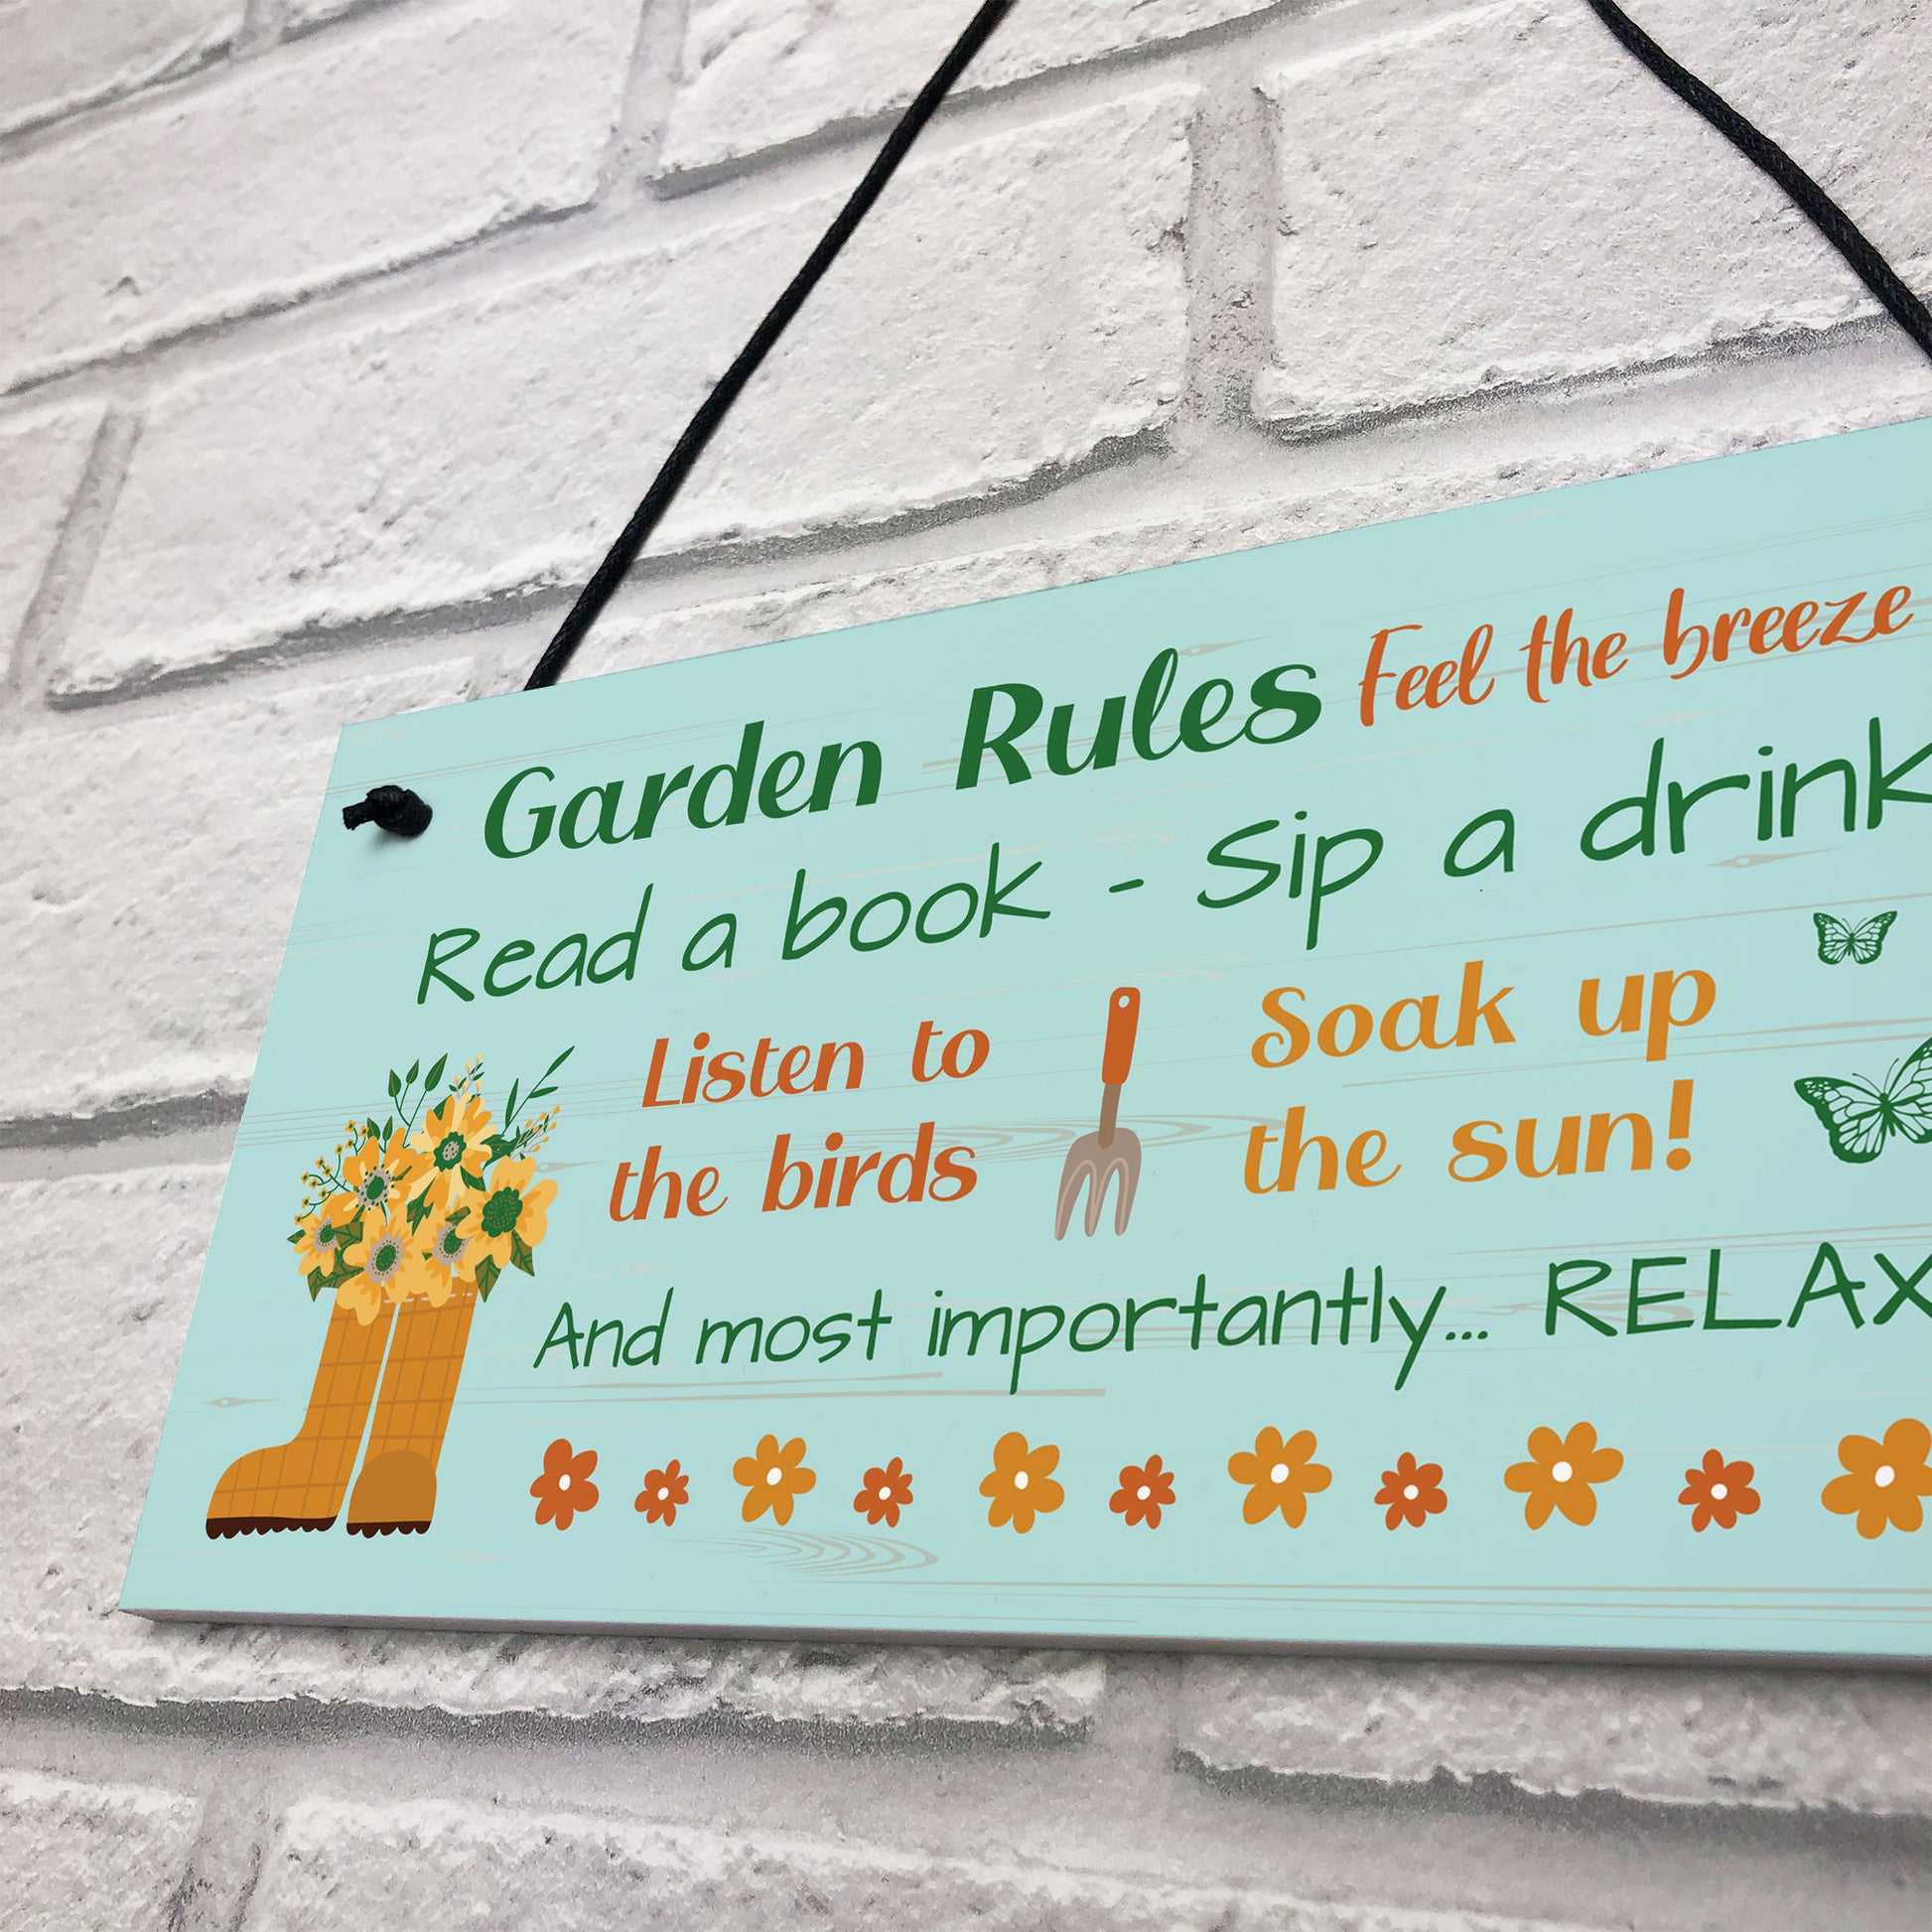 Garden Rules Feel the breeze
Read a book - Sip a drink
Listen to
the birds
Soak up
the sun!
And most importantly... RELAX